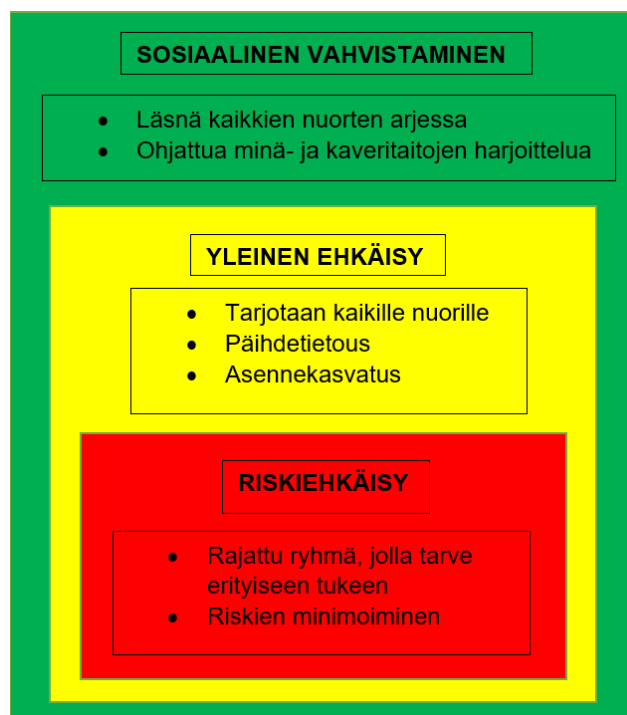 SOSIAALINEN VAHVISTAMINEN
• Läsnä kaikkien nuorten arjessa
• Ohjattua minä- ja kaveritaitojen harjoittelua
YLEINEN EHKÄISY
• Tarjotaan kaikille nuorille
• Päihdetietous
• Asennekasvatus
RISKIEHKÄISY
• Rajattu ryhmä, jolla tarve
erityiseen tukeen
• Riskien minimoiminen